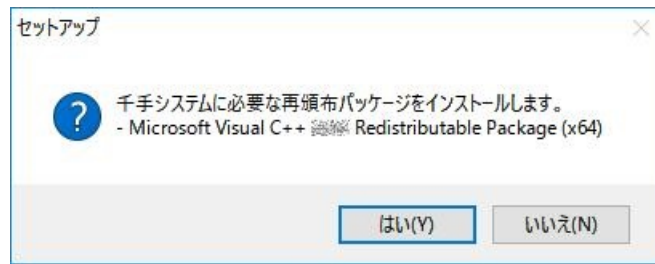 セットアップ
千手システムに必要な再頒布パッケージをインストールします。
- Microsoft Visual C++ Redistributable Package (x64)
はい(Y)
いいえ(N)